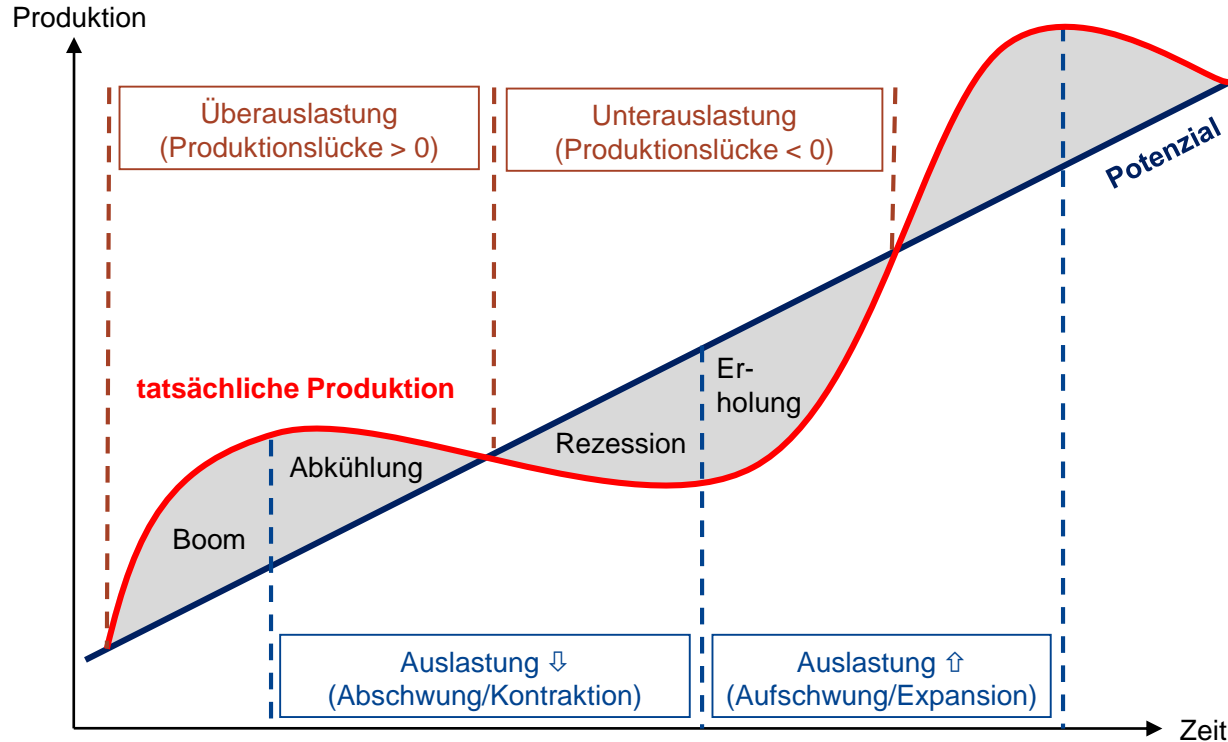 Produktion
Überauslastung
(Produktionslücke > 0)
Unterauslastung
(Produktionslücke < 0)
Potenzial
tatsächliche Produktion
Er-
holung
Rezession
Abkühlung
Boom
Auslastung ⇩
(Abschwung/Kontraktion)
Auslastung ⇧
(Aufschwung/Expansion)
Zeit